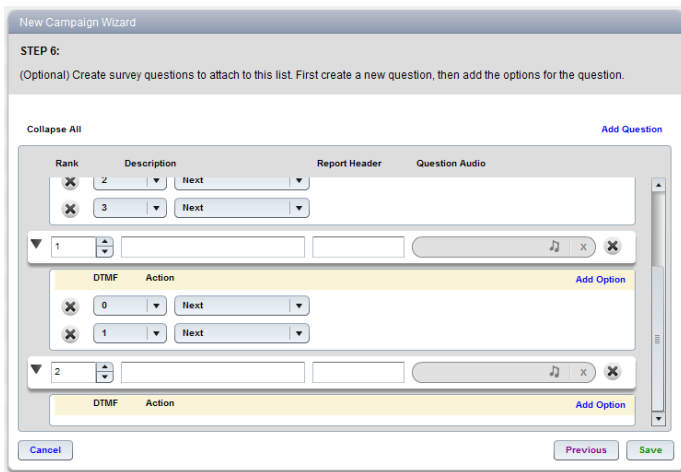 New Campaign Wizard
STEP 6:
(Optional) Create survey questions to attach to this list. First create a new question, then add the options for the question.
Collapse All Add Question
Rank Description Report Header Question Audio
2 Next
3 Next
1 x
DTMF Action Add Option
0 Next
1 Next
2 x
DTMF Action Add Option
Cancel Previous Save